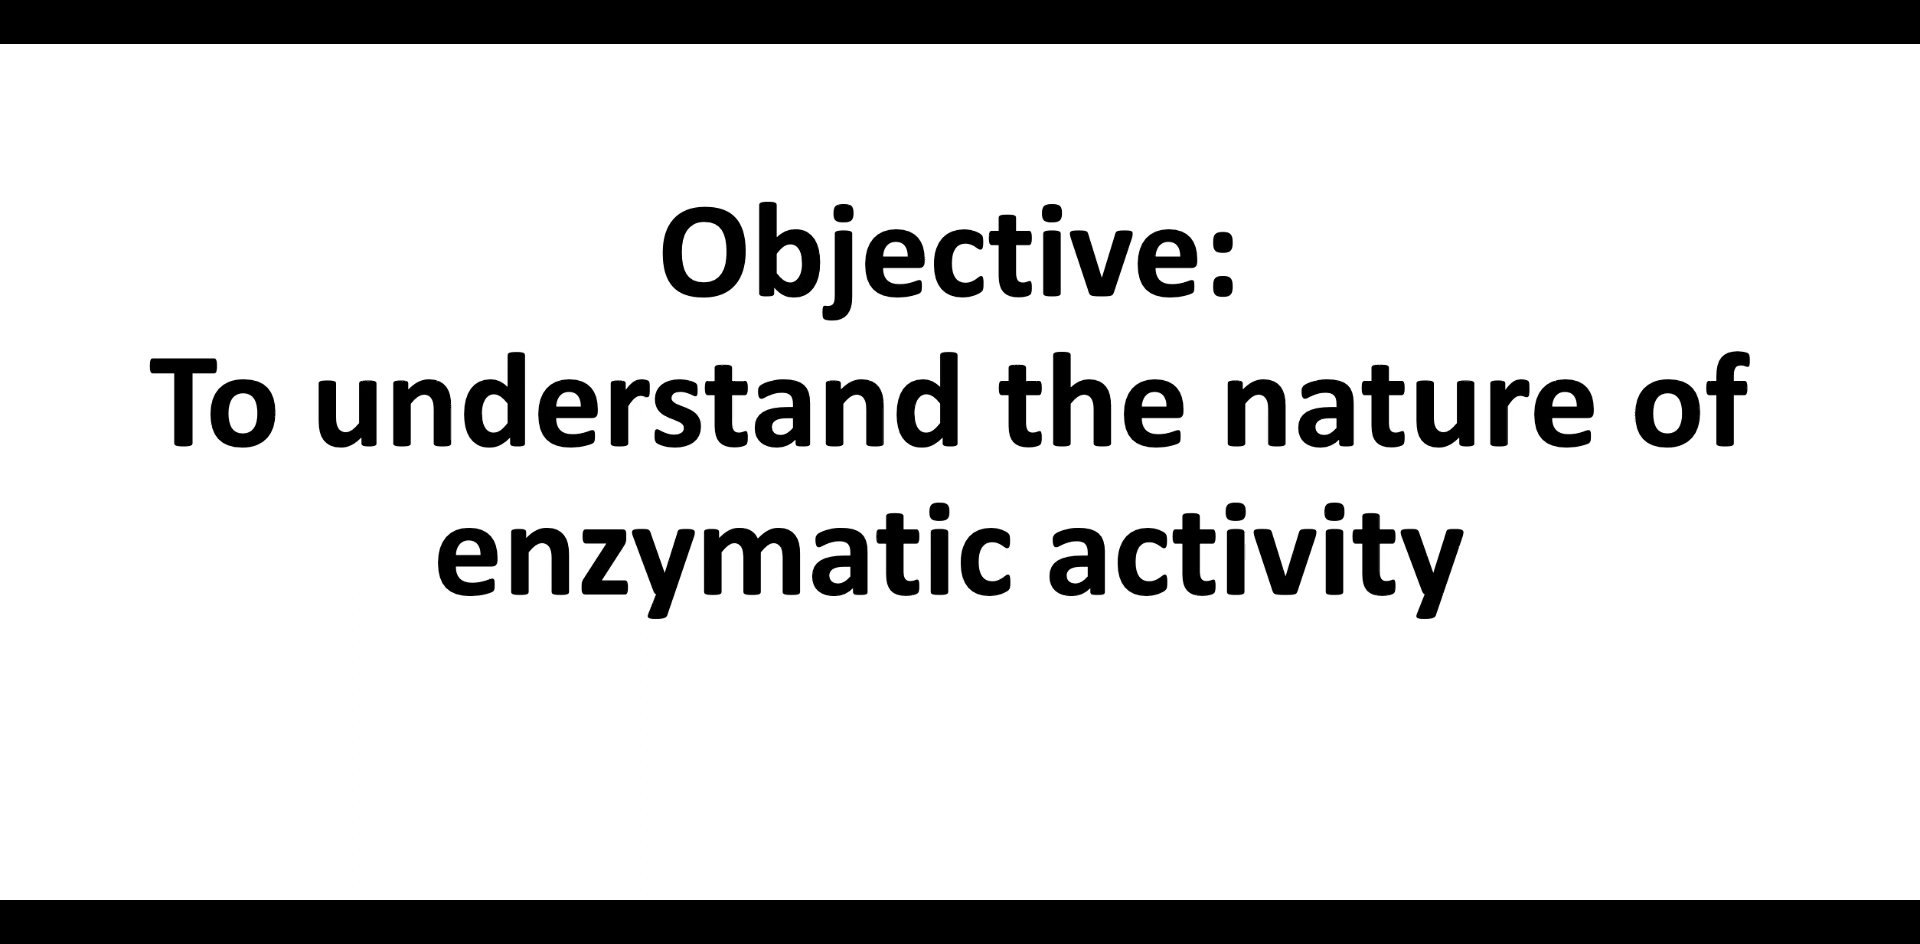 Objective:
To understand the nature of
enzymatic activity